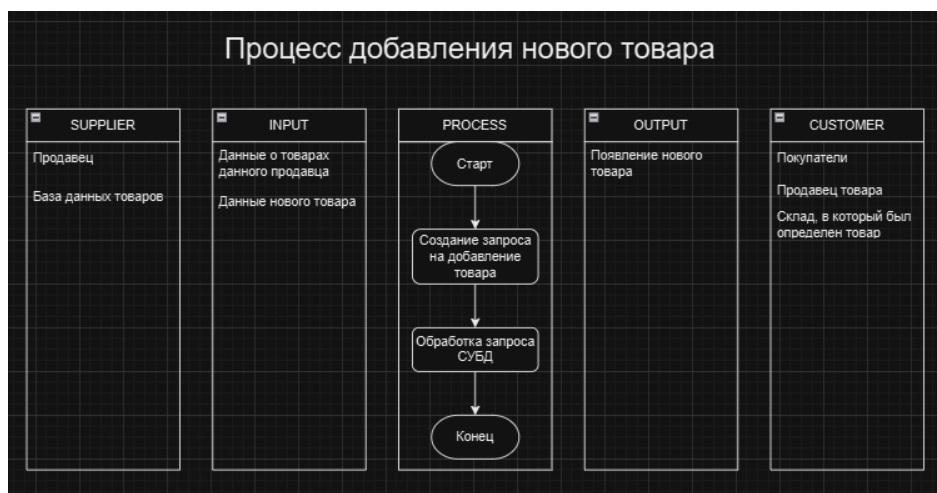 Процесс добавления нового товара
SUPPLIER
Продавец
База данных товаров
INPUT
Данные о товарах
данного продавца
Данные нового товара
PROCESS
Старт
Создание запроса
на добавление
товара
Обработка запроса
СУБД
Конец
OUTPUT
Появление нового
товара
CUSTOMER
Покупатели
Продавец товара
Склад, в который был
определен товар